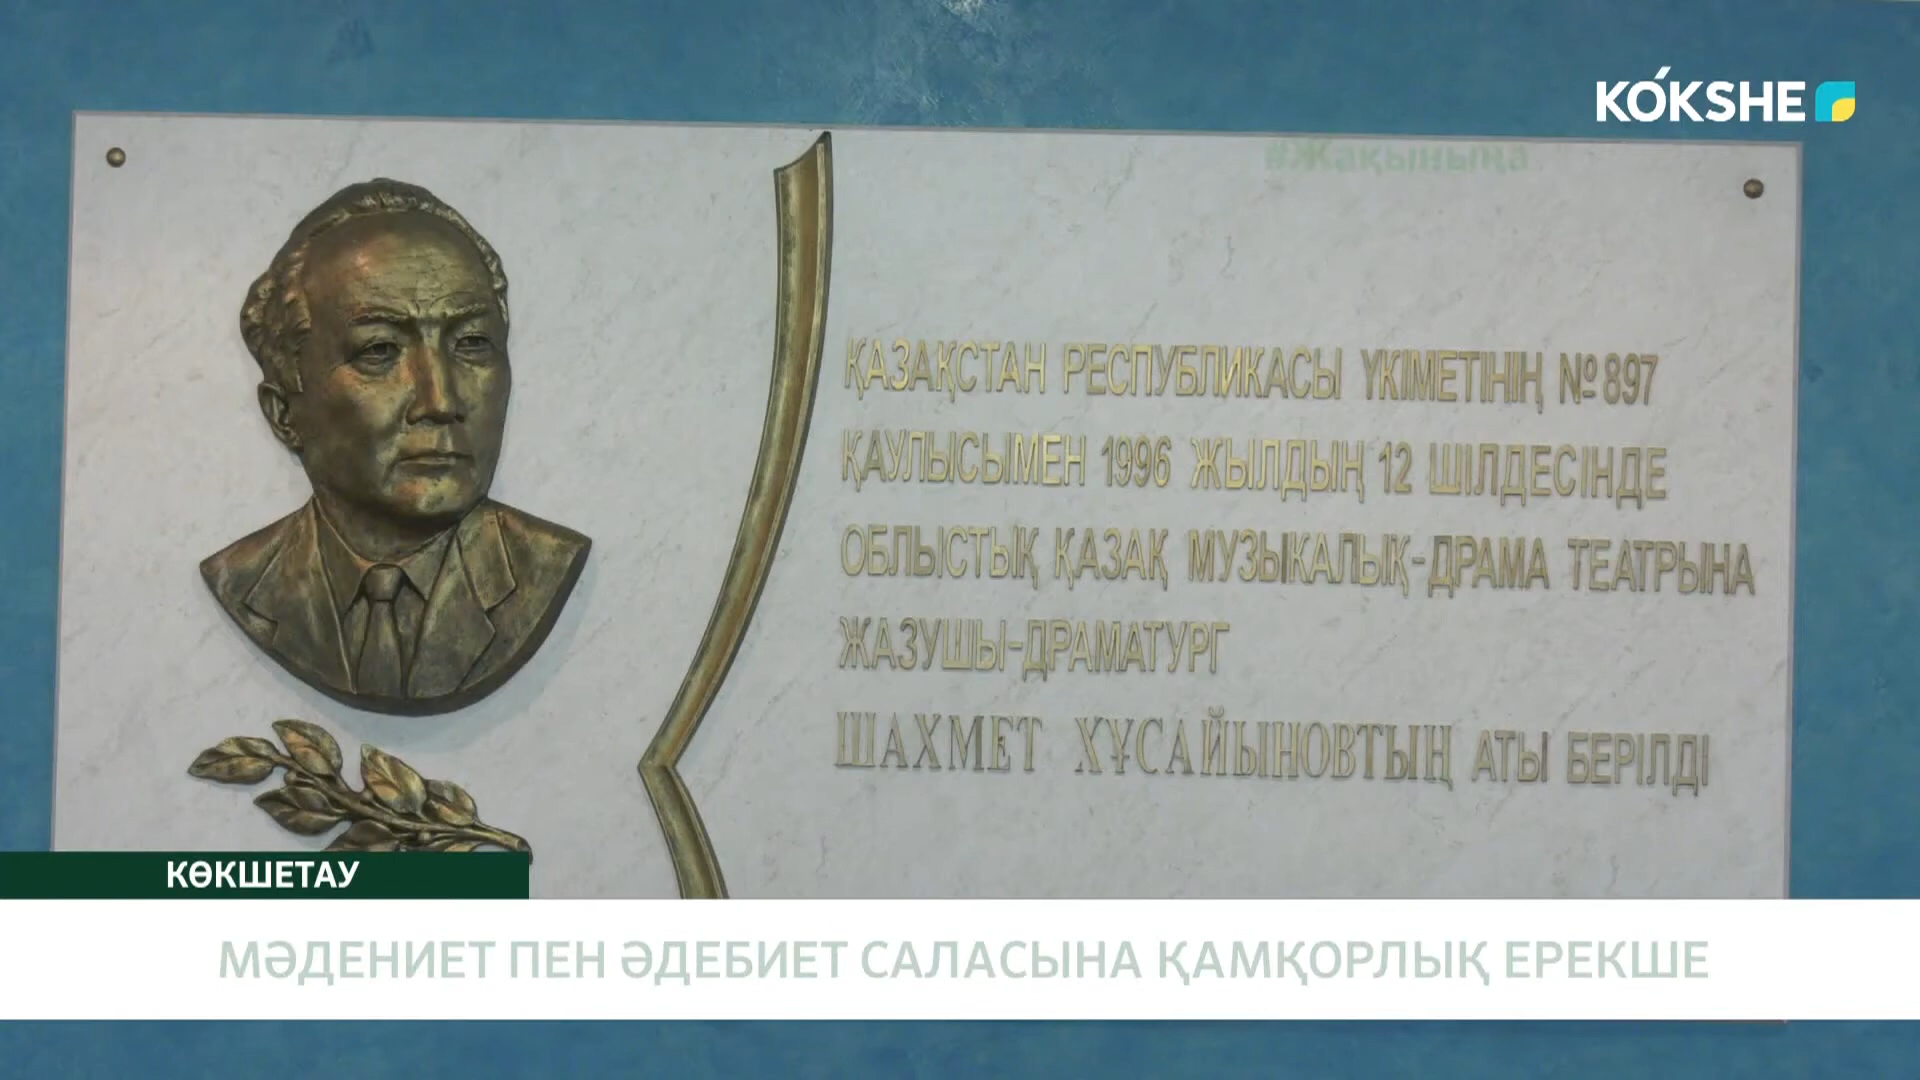 KÓKSHE
#Жақыныңа
ҚАЗАҚСТАН РЕСПУБЛИКАСЫ ҮКІМЕТІНІҢ №897
ҚАУЛЫСЫМЕН 1996 ЖЫЛДЫҢ 12 ШІЛДЕСІНДЕ
ОБЛЫСТЫҚ ҚАЗАҚ МУЗЫКАЛЫҚ-ДРАМА ТЕАТРЫНА
ЖАЗУШЫ-ДРАМАТУРГ
ШАХМЕТ ХҰСАЙЫНОВТЫҢ АТЫ БЕРІЛДІ
КӨКШЕТАУ
МӘДЕНИЕТ ПЕН ӘДЕБИЕТ САЛАСЫНА ҚАМҚОРЛЫҚ ЕРЕКШЕ